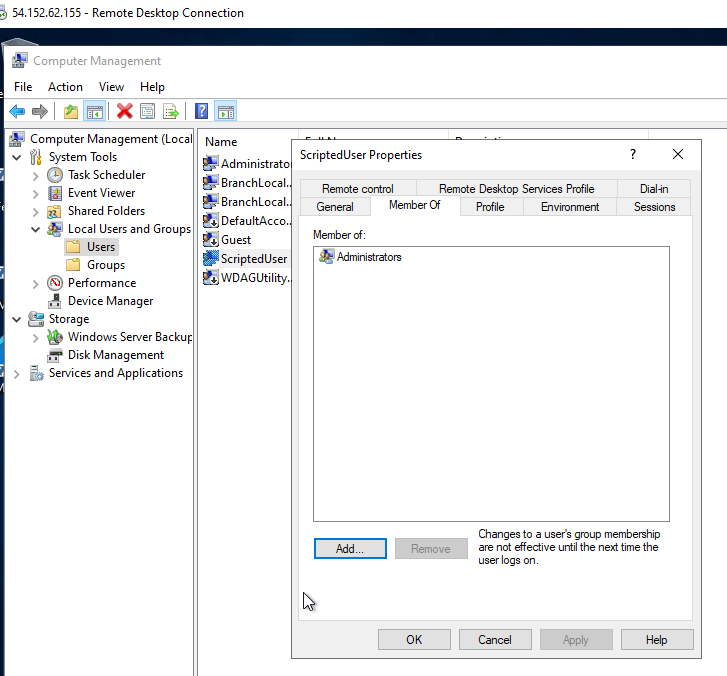 54.152.62.155 - Remote Desktop Connection
Computer Management
File Action View Help
Computer Management (Local
System Tools
Task Scheduler
Event Viewer
Shared Folders
Local Users and Groups
Users
Groups
Performance
Device Manager
Storage
Windows Server Backup
Disk Management
Services and Applications
Name
Administrator
BranchLocal...
BranchLocal...
DefaultAcco...
Guest
ScriptedUser
WDAGUtility...
ScriptedUser Properties
?
Remote control Remote Desktop Services Profile Dial-in
General Member Of Profile Environment Sessions
Member of:
Administrators
Add... Remove
Changes to a user's group membership
are not effective until the next time the
user logs on.
OK Cancel Apply Help